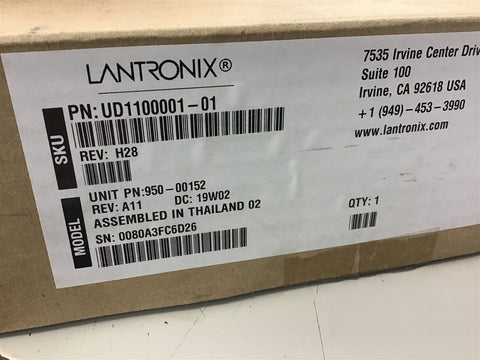 LANTRONIX®
7535 Irvine Center Driv
Suite 100
Irvine, CA 92618 USA
+1 (949)-453-3990
www.lantronix.com
SKU
PN: UD1100001-01
REV: H28
MODEL
UNIT PN:950-00152
REV: A11 DC: 19W02
ASSEMBLED IN THAILAND 02
SN: 0080A3FC6D26
QTY: 1